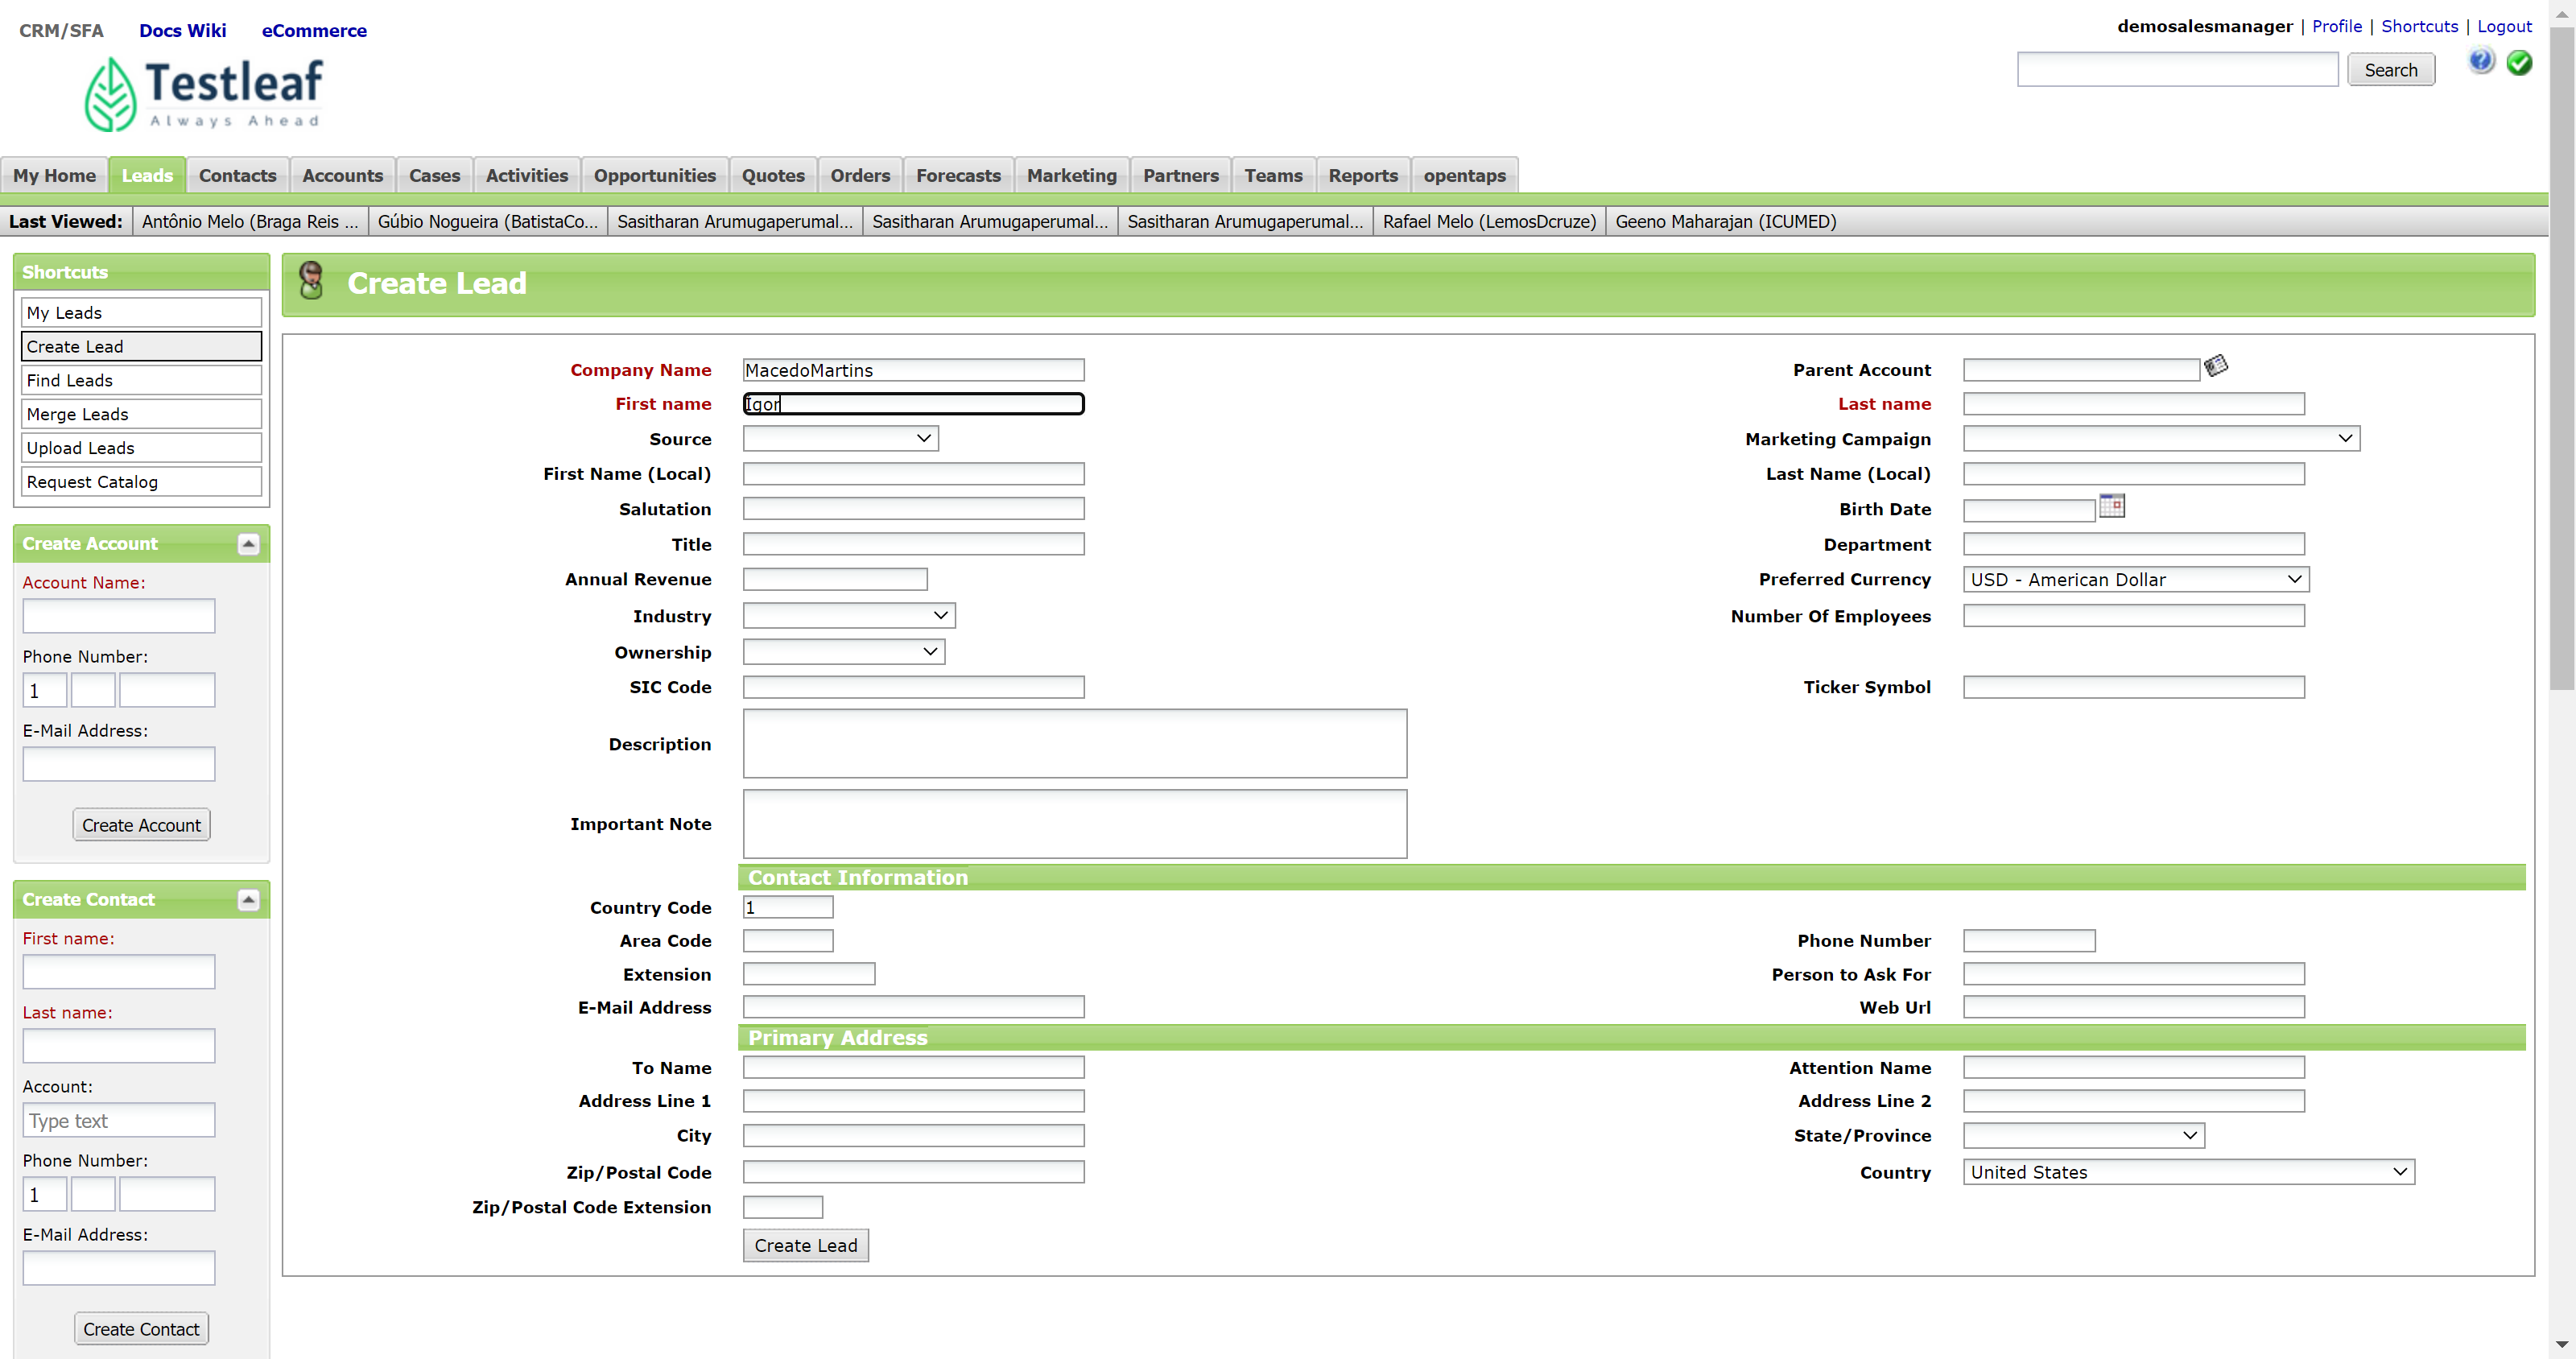 CRM/SFA Docs Wiki eCommerce
demosalesmanager | Profile | Shortcuts | Logout
Testleaf
Always Ahead
Search
My Home Leads Contacts Accounts Cases Activities Opportunities Quotes Orders Forecasts Marketing Partners Teams Reports opentaps
Last Viewed: Antônio Melo (Braga Reis ... Gúbio Nogueira (BatistaCo... Sasitharan Arumugaperumal... Sasitharan Arumugaperumal... Sasitharan Arumugaperumal... Rafael Melo (LemosDcruze) Geeno Maharajan (ICUMED)
Shortcuts
My Leads
Create Lead
Find Leads
Merge Leads
Upload Leads
Request Catalog
Create Account
Account Name:
Phone Number:
1
E-Mail Address:
Create Account
Create Contact
First name:
Last name:
Account:
Type text
Phone Number:
1
E-Mail Address:
Create Contact
Create Lead
Company Name MacedoMartins Parent Account
First name Igor Last name
Source Marketing Campaign
First Name (Local) Last Name (Local)
Salutation Birth Date
Title Department
Annual Revenue Preferred Currency USD - American Dollar
Industry Number Of Employees
Ownership
SIC Code Ticker Symbol
Description
Important Note
Contact Information
Country Code 1
Area Code Phone Number
Extension Person to Ask For
E-Mail Address Web Url
Primary Address
To Name Attention Name
Address Line 1 Address Line 2
City State/Province
Zip/Postal Code Country United States
Zip/Postal Code Extension
Create Lead